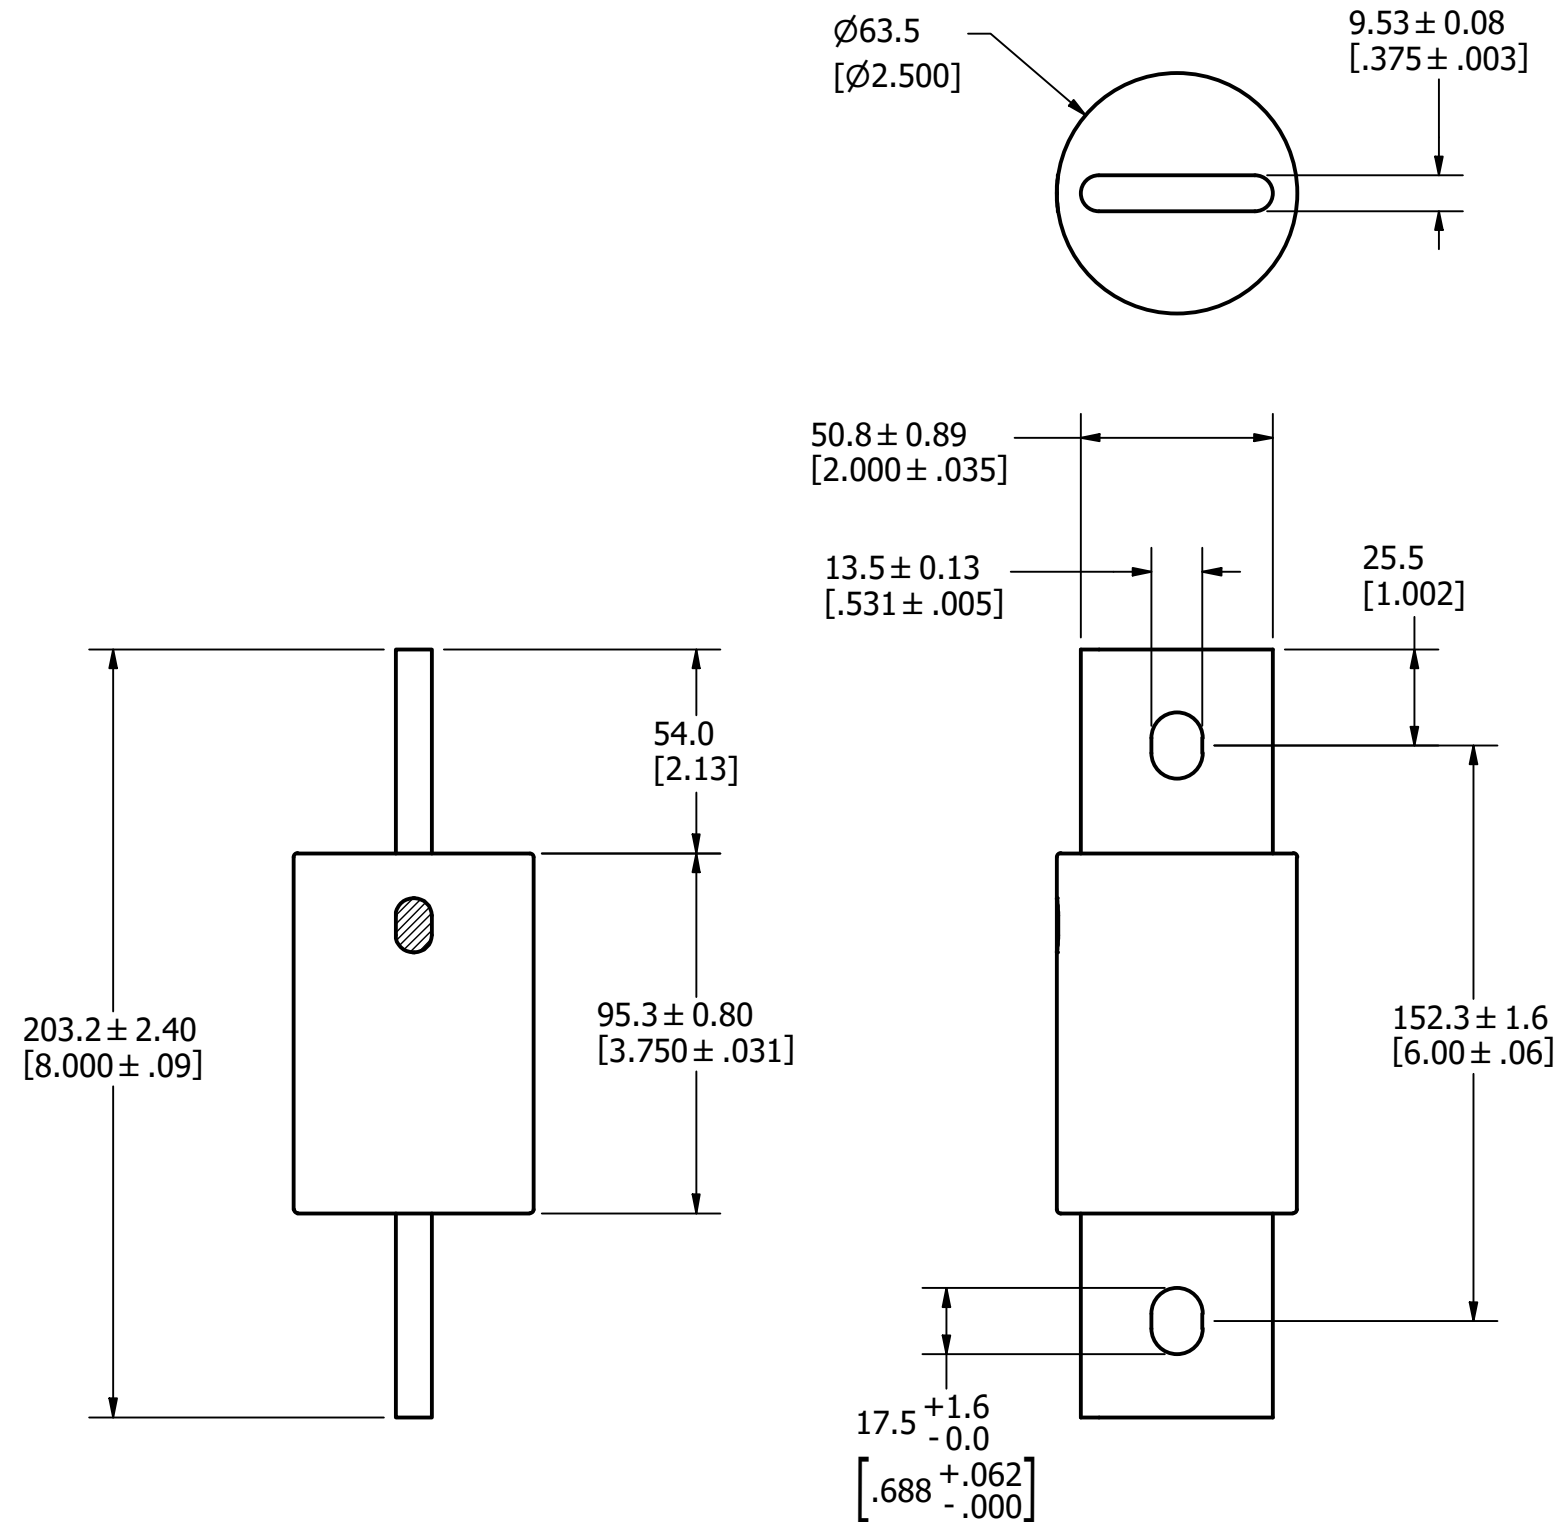 Ø63.5
[Ø2.500]
9.53 ± 0.08
[.375 ± .003]
50.8 ± 0.89
[2.000 ± .035]
13.5 ± 0.13
[.531 ± .005]
25.5
[1.002]
54.0
[2.13]
203.2 ± 2.40
[8.000 ± .09]
95.3 ± 0.80
[3.750 ± .031]
152.3 ± 1.6
[6.00 ± .06]
17.5 +1.6 -0.0
[.688 +.062 -.000]